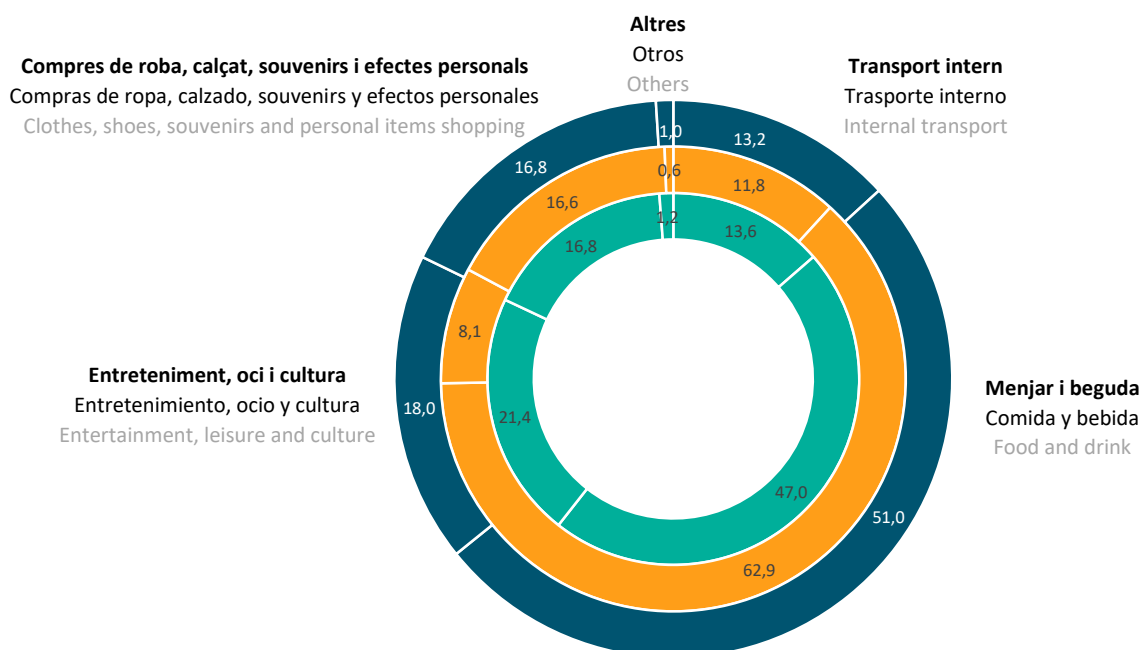 Altres
Otros
Others
Compres de roba, calçat, souvenirs i efectes personals
Compras de ropa, calzado, souvenirs y efectos personales
Clothes, shoes, souvenirs and personal items shopping
Transport intern
Trasporte interno
Internal transport
1,0
13,2
16,8
0,6
11,8
16,6
1,2
13,6
16,8
8,1
Entreteniment, oci i cultura
Entretenimiento, ocio y cultura
Entertainment, leisure and culture
18,0
21,4
Menjar i beguda
Comida y bebida
Food and drink
47,0
51,0
62,9